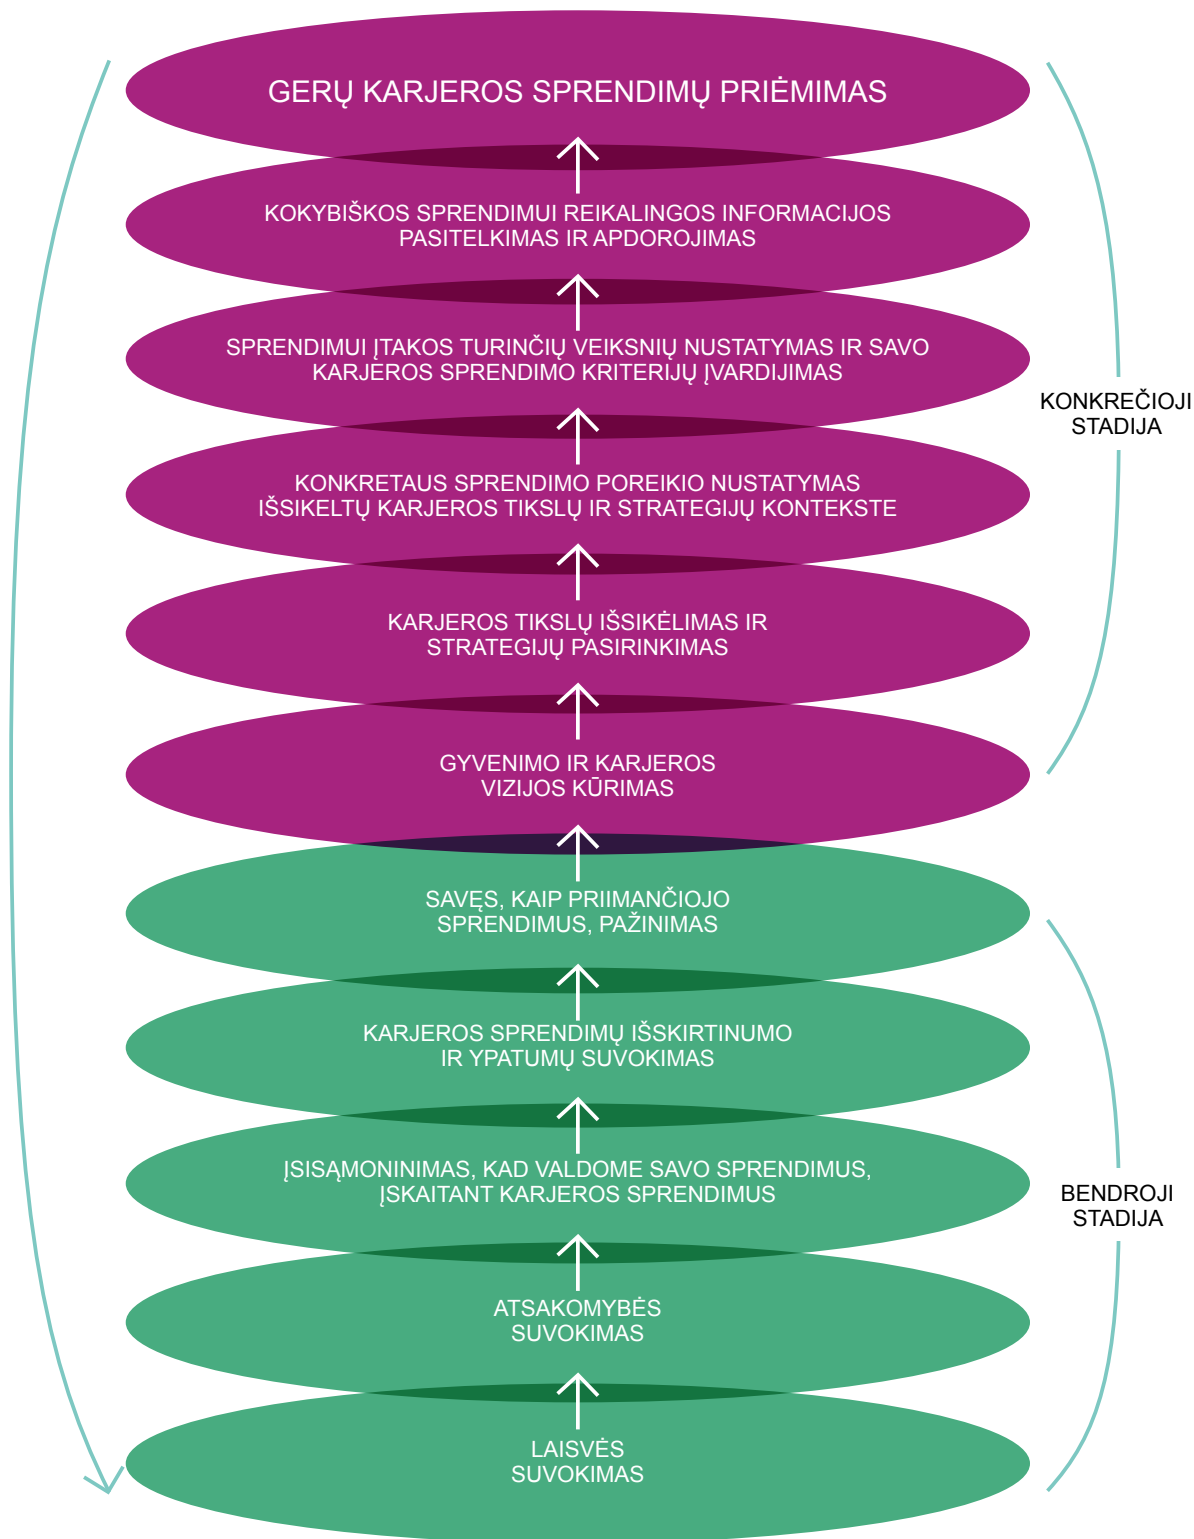 GERŲ KARJEROS SPRENDIMŲ PRIĖMIMAS
KOKYBIŠKOS SPRENDIMUI REIKALINGOS INFORMACIJOS
PASITELKIMAS IR APDOROJIMAS
SPRENDIMUI ĮTAKOS TURINČIŲ VEIKSNIŲ NUSTATYMAS IR SAVO
KARJEROS SPRENDIMO KRITERIJŲ ĮVARDIJIMAS
KONKREČIOJI
STADIJA
KONKRETAUS SPRENDIMO POREIKIO NUSTATYMAS
IŠSIKELTŲ KARJEROS TIKSLŲ IR STRATEGIJŲ KONTEKSTE
KARJEROS TIKSLŲ IŠSIKĖLIMAS IR
STRATEGIJŲ PASIRINKIMAS
GYVENIMO IR KARJEROS
VIZIJOS KŪRIMAS
SAVĘS, KAIP PRIIMANČIOJO
SPRENDIMUS, PAŽINIMAS
KARJEROS SPRENDIMŲ IŠSKIRTINUMO
IR YPATUMŲ SUVOKIMAS
ĮSISĄMONINIMAS, KAD VALDOME SAVO SPRENDIMUS,
ĮSKAITANT KARJEROS SPRENDIMUS
BENDROJI
STADIJA
ATSAKOMYBĖS
SUVOKIMAS
LAISVĖS
SUVOKIMAS